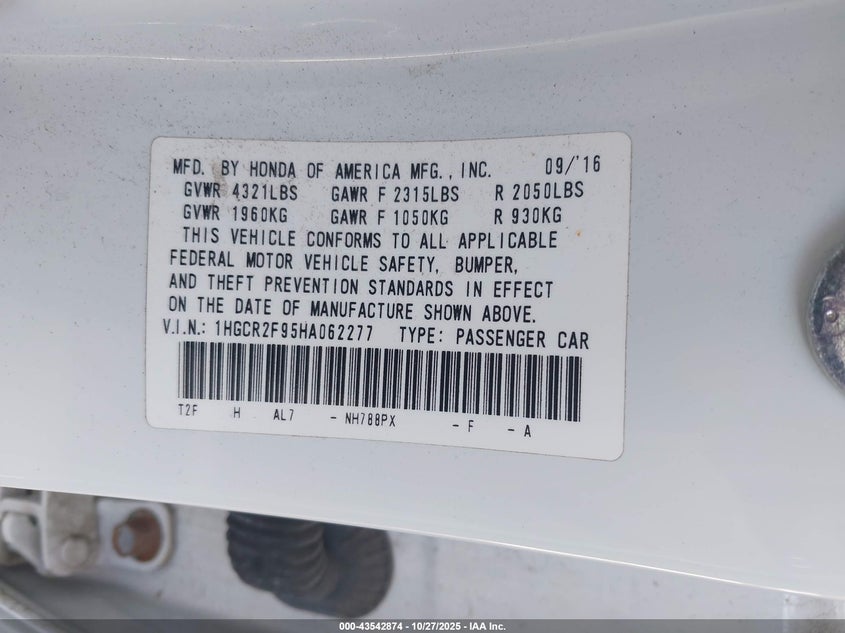 MFD. BY HONDA OF AMERICA MFG., INC. 09/'16
GVWR 4321LBS GAWR F 2315LBS R 2050LBS
GVWR 1960KG GAWR F 1050KG R 930KG
THIS VEHICLE CONFORMS TO ALL APPLICABLE
FEDERAL MOTOR VEHICLE SAFETY, BUMPER,
AND THEFT PREVENTION STANDARDS IN EFFECT
ON THE DATE OF MANUFACTURE SHOWN ABOVE.
V.I.N.: 1HGCR2F95HA062277 TYPE: PASSENGER CAR
T2F H AL7 - NH788PX - F - A
000-43542874 | 10/27/2025 - IAA Inc.